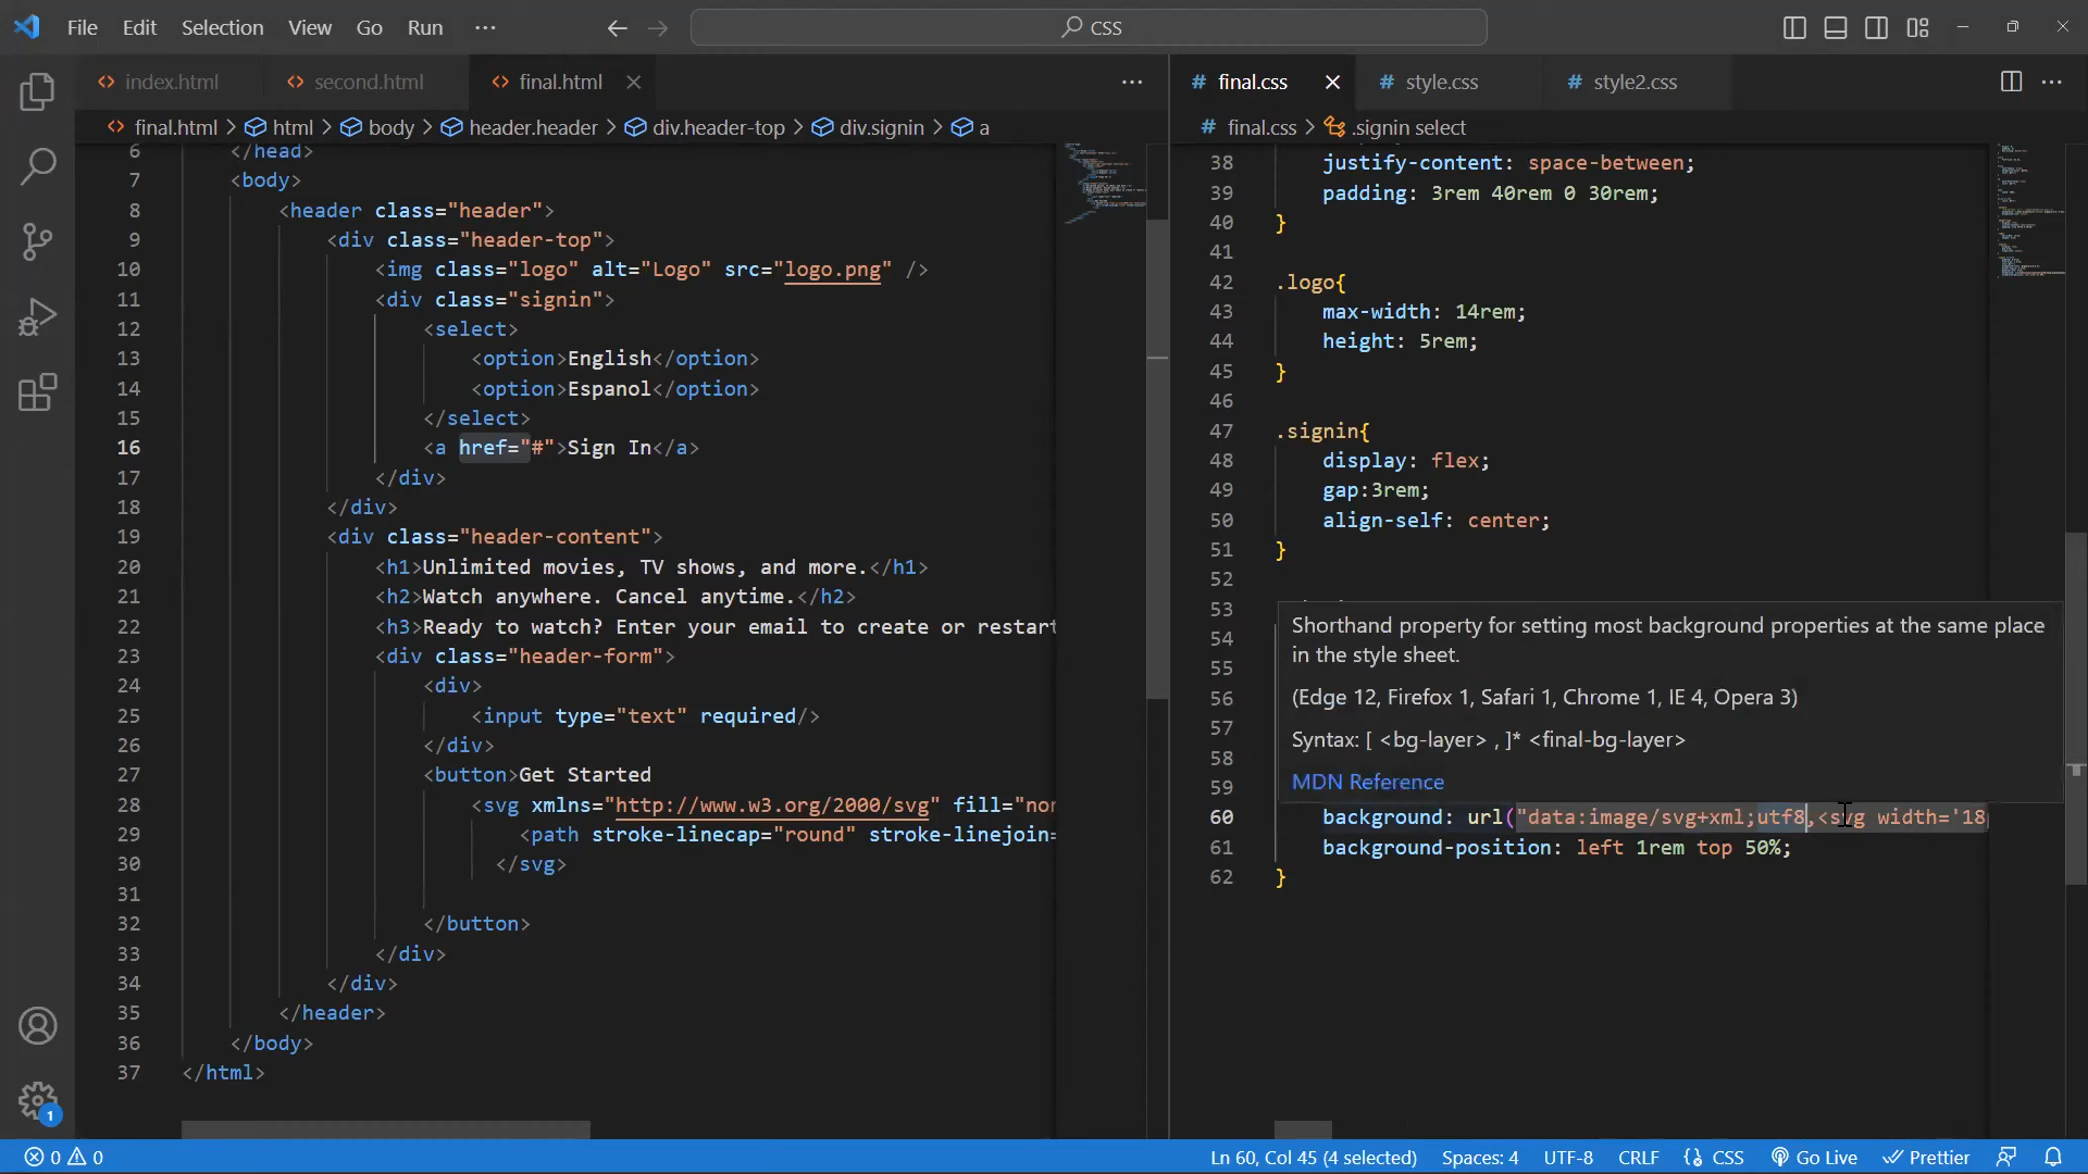 File Edit Selection View Go Run ··· CSS
index.html second.html final.html ···
final.html > html > body > header.header > div.header-top > div.signin > a
6 </head>
7 <body>
8 <header class="header">
9 <div class="header-top">
10 <img class="logo" alt="Logo" src="logo.png" />
11 <div class="signin">
12 <select>
13 <option>English</option>
14 <option>Espanol</option>
15 </select>
16 <a href="#">Sign In</a>
17 </div>
18 </div>
19 <div class="header-content">
20 <h1>Unlimited movies, TV shows, and more.</h1>
21 <h2>Watch anywhere. Cancel anytime.</h2>
22 <h3>Ready to watch? Enter your email to create or restart
23 <div class="header-form">
24 <div>
25 <input type="text" required/>
26 </div>
27 <button>Get Started
28 <svg xmlns="http://www.w3.org/2000/svg" fill="non
29 <path stroke-linecap="round" stroke-linejoin=
30 </svg>
31
32 </button>
33 </div>
34 </div>
35 </header>
36 </body>
37 </html>
final.css style.css style2.css ···
final.css > .signin select
38 justify-content: space-between;
39 padding: 3rem 40rem 0 30rem;
40 }
41
42 .logo{
43 max-width: 14rem;
44 height: 5rem;
45 }
46
47 .signin{
48 display: flex;
49 gap:3rem;
50 align-self: center;
51 }
52
53
54
55
56
57
58
59
Shorthand property for setting most background properties at the same place
in the style sheet.
(Edge 12, Firefox 1, Safari 1, Chrome 1, IE 4, Opera 3)
Syntax: [ <bg-layer> , ]* <final-bg-layer>
MDN Reference
60 background: url("data:image/svg+xml;utf8,<svg width='18
61 background-position: left 1rem top 50%;
62 }
1
0 0 Ln 60, Col 45 (4 selected) Spaces: 4 UTF-8 CRLF {} CSS Go Live Prettier